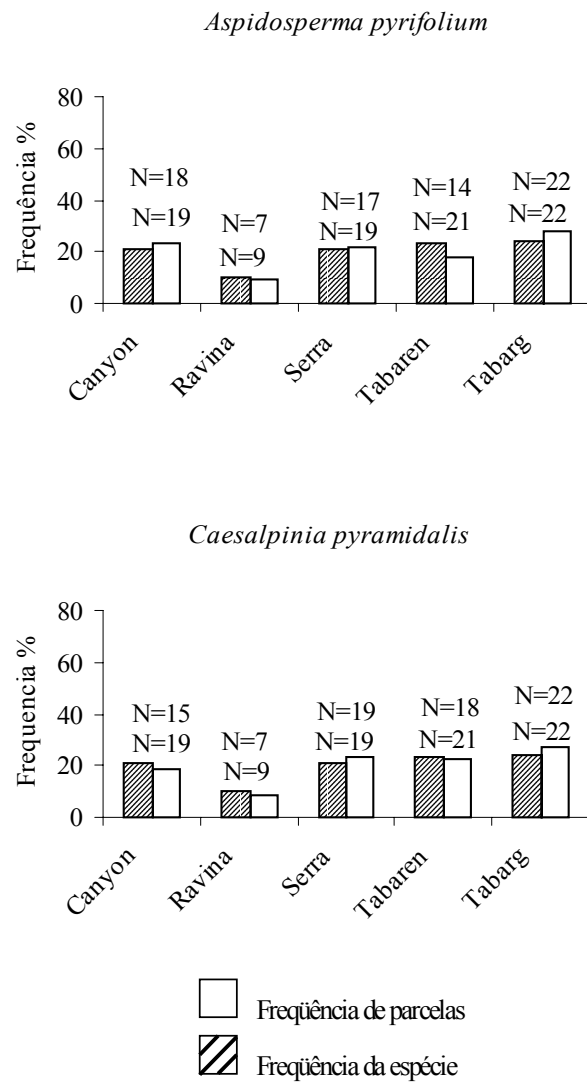 Aspidosperma pyrifolium
Frequência %
80
60
40
20
0
N=18
N=19
N=7
N=9
N=17
N=19
N=14
N=21
N=22
N=22
Canyon
Ravina
Serra
Tabaren
Tabarg
Caesalpinia pyramidalis
Frequencia %
80
60
40
20
0
N=15
N=19
N=7
N=9
N=19
N=19
N=18
N=21
N=22
N=22
Canyon
Ravina
Serra
Tabaren
Tabarg
Freqüência de parcelas
Freqüência da espécie